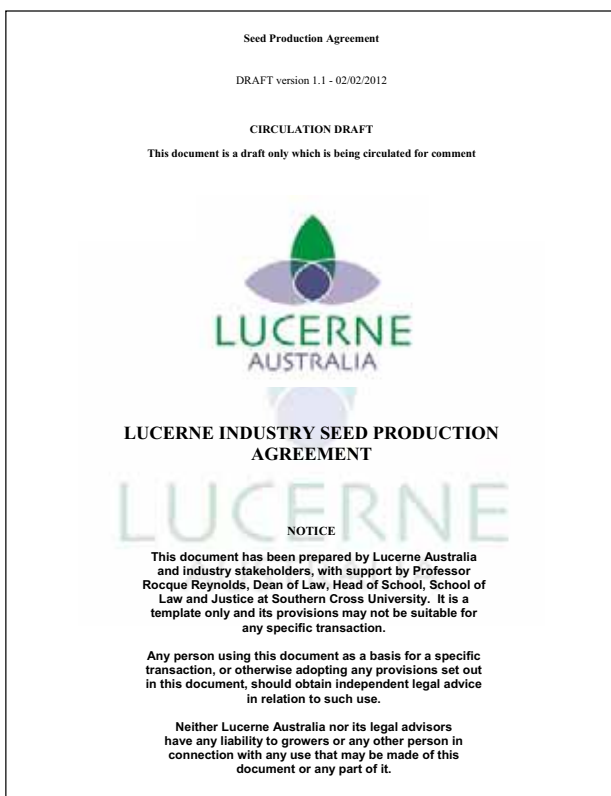 Seed Production Agreement
DRAFT version 1.1 - 02/02/2012
CIRCULATION DRAFT
This document is a draft only which is being circulated for comment
LUCERNE
AUSTRALIA
LUCERNE INDUSTRY SEED PRODUCTION
AGREEMENT
LUCERNE
NOTICE
This document has been prepared by Lucerne Australia
and industry stakeholders, with support by Professor
Rocque Reynolds, Dean of Law, Head of School, School of
Law and Justice at Southern Cross University.  It is a
template only and its provisions may not be suitable for
any specific transaction.
Any person using this document as a basis for a specific
transaction, or otherwise adopting any provisions set out
in this document, should obtain independent legal advice
in relation to such use.
Neither Lucerne Australia nor its legal advisors
have any liability to growers or any other person in
connection with any use that may be made of this
document or any part of it.